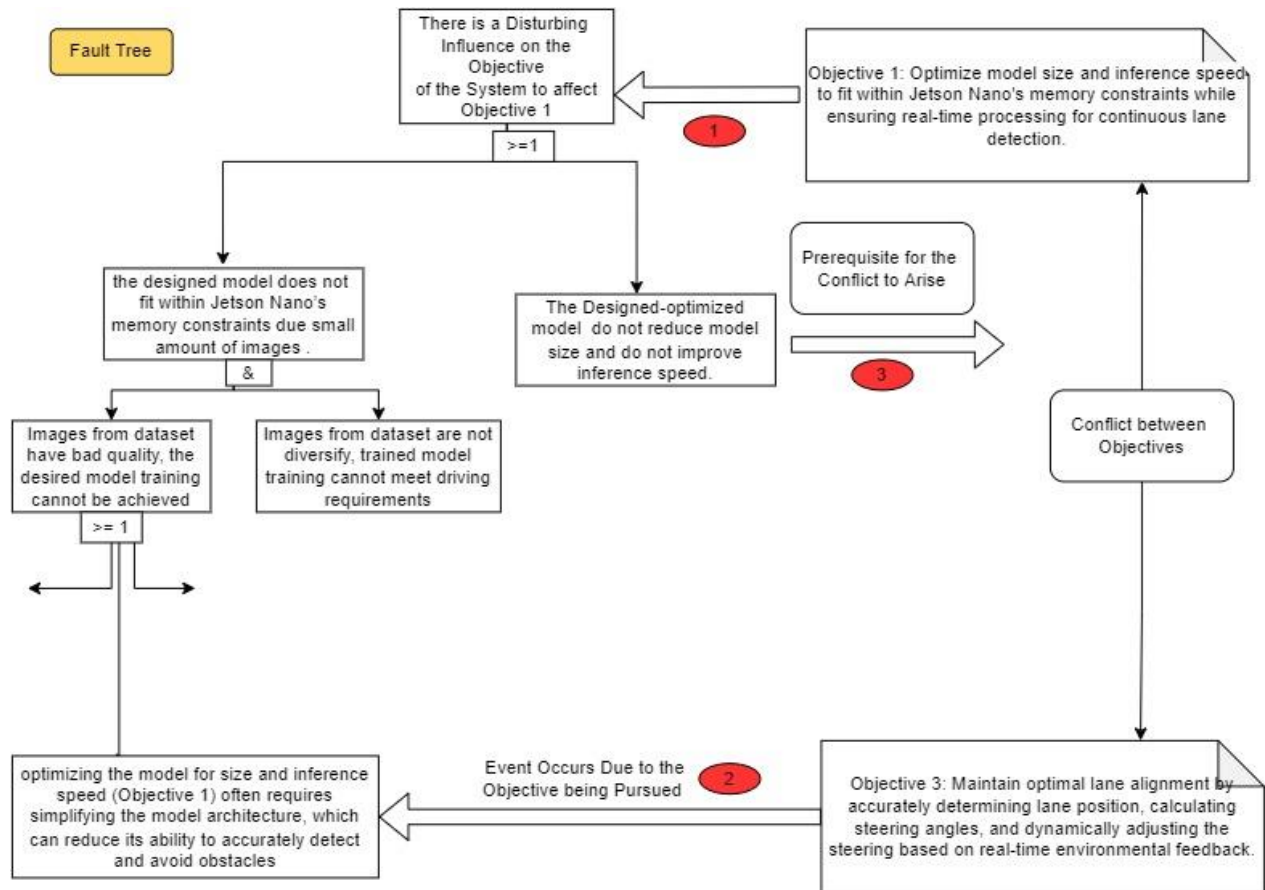 Fault Tree
There is a Disturbing
Influence on the
Objective
of the System to affect
Objective 1
>=1
1
Objective 1: Optimize model size and inference speed
to fit within Jetson Nano's memory constraints while
ensuring real-time processing for continuous lane
detection.
the designed model does not
fit within Jetson Nano's
memory constraints due small
amount of images .
&
The Designed-optimized
model do not reduce model
size and do not improve
inference speed.
Prerequisite for the
Conflict to Arise
3
Images from dataset
have bad quality, the
desired model training
cannot be achieved
>= 1
Images from dataset are not
diversify, trained model
training cannot meet driving
requirements
Conflict between
Objectives
optimizing the model for size and inference
speed (Objective 1) often requires
simplifying the model architecture, which
can reduce its ability to accurately detect
and avoid obstacles
Event Occurs Due to the
Objective being Pursued
2
Objective 3: Maintain optimal lane alignment by
accurately determining lane position, calculating
steering angles, and dynamically adjusting the
steering based on real-time environmental feedback.